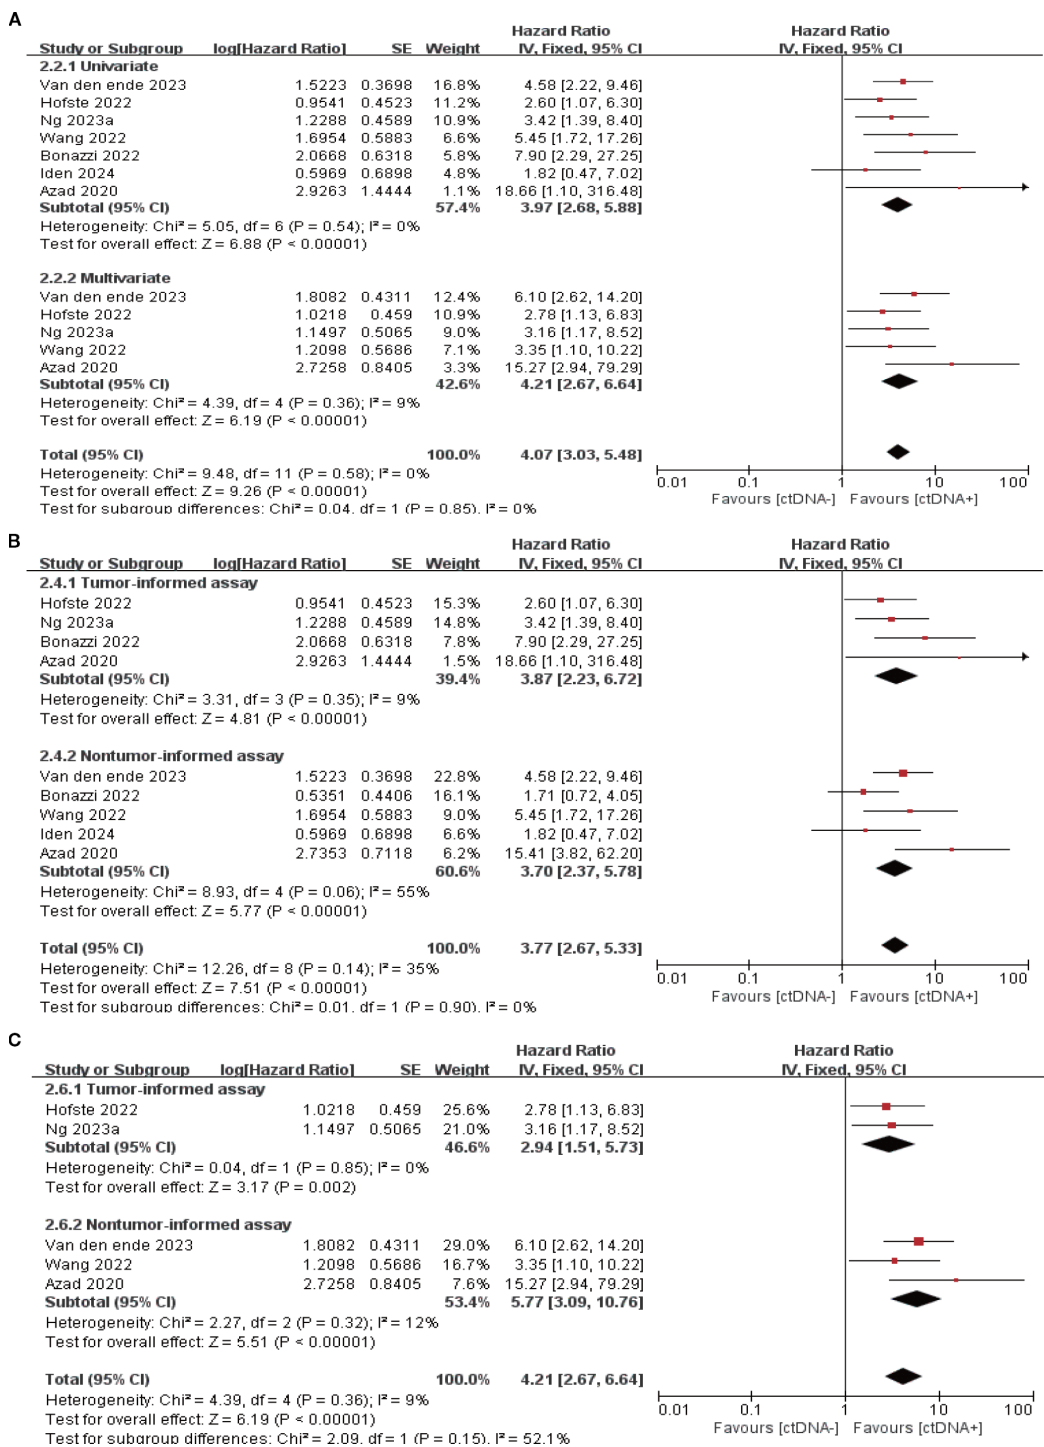 A
Hazard Ratio Hazard Ratio
Study or Subgroup log[Hazard Ratio] SE Weight IV, Fixed, 95% CI IV, Fixed, 95% CI
2.2.1 Univariate
Van den ende 2023 1.5223 0.3698 16.8% 4.58 [2.22, 9.46]
Hofste 2022 0.9541 0.4523 11.2% 2.60 [1.07, 6.30]
Ng 2023a 1.2288 0.4589 10.9% 3.42 [1.39, 8.40]
Wang 2022 1.6954 0.5883 6.6% 5.45 [1.72, 17.26]
Bonazzi 2022 2.0668 0.6318 5.8% 7.90 [2.29, 27.25]
Iden 2024 0.5969 0.6898 4.8% 1.82 [0.47, 7.02]
Azad 2020 2.9263 1.4444 1.1% 18.66 [1.10, 316.48]
Subtotal (95% CI) 57.4% 3.97 [2.68, 5.88]
Heterogeneity: Chi² = 5.05, df = 6 (P = 0.54); I² = 0%
Test for overall effect: Z = 6.88 (P < 0.00001)
2.2.2 Multivariate
Van den ende 2023 1.8082 0.4311 12.4% 6.10 [2.62, 14.20]
Hofste 2022 1.0218 0.459 10.9% 2.78 [1.13, 6.83]
Ng 2023a 1.1497 0.5065 9.0% 3.16 [1.17, 8.52]
Wang 2022 1.2098 0.5686 7.1% 3.35 [1.10, 10.22]
Azad 2020 2.7258 0.8405 3.3% 15.27 [2.94, 79.29]
Subtotal (95% CI) 42.6% 4.21 [2.67, 6.64]
Heterogeneity: Chi² = 4.39, df = 4 (P = 0.36); I² = 9%
Test for overall effect: Z = 6.19 (P < 0.00001)
Total (95% CI) 100.0% 4.07 [3.03, 5.48]
Heterogeneity: Chi² = 9.48, df = 11 (P = 0.58); I² = 0%
Test for overall effect: Z = 9.26 (P < 0.00001)
Test for subgroup differences: Chi² = 0.04, df = 1 (P = 0.85), I² = 0%
0.01 0.1 1 10 100
Favours [ctDNA-] Favours [ctDNA+]
B
Hazard Ratio Hazard Ratio
Study or Subgroup log[Hazard Ratio] SE Weight IV, Fixed, 95% CI IV, Fixed, 95% CI
2.4.1 Tumor-informed assay
Hofste 2022 0.9541 0.4523 15.3% 2.60 [1.07, 6.30]
Ng 2023a 1.2288 0.4589 14.8% 3.42 [1.39, 8.40]
Bonazzi 2022 2.0668 0.6318 7.8% 7.90 [2.29, 27.25]
Azad 2020 2.9263 1.4444 1.5% 18.66 [1.10, 316.48]
Subtotal (95% CI) 39.4% 3.87 [2.23, 6.72]
Heterogeneity: Chi² = 3.31, df = 3 (P = 0.35); I² = 9%
Test for overall effect: Z = 4.81 (P < 0.00001)
2.4.2 Nontumor-informed assay
Van den ende 2023 1.5223 0.3698 22.8% 4.58 [2.22, 9.46]
Bonazzi 2022 0.5351 0.4406 16.1% 1.71 [0.72, 4.05]
Wang 2022 1.6954 0.5883 9.0% 5.45 [1.72, 17.26]
Iden 2024 0.5969 0.6898 6.6% 1.82 [0.47, 7.02]
Azad 2020 2.7353 0.7118 6.2% 15.41 [3.82, 62.20]
Subtotal (95% CI) 60.6% 3.70 [2.37, 5.78]
Heterogeneity: Chi² = 8.93, df = 4 (P = 0.06); I² = 55%
Test for overall effect: Z = 5.77 (P < 0.00001)
Total (95% CI) 100.0% 3.77 [2.67, 5.33]
Heterogeneity: Chi² = 12.26, df = 8 (P = 0.14); I² = 35%
Test for overall effect: Z = 7.51 (P < 0.00001)
Test for subgroup differences: Chi² = 0.01, df = 1 (P = 0.90), I² = 0%
0.01 0.1 1 10 100
Favours [ctDNA-] Favours [ctDNA+]
C
Hazard Ratio Hazard Ratio
Study or Subgroup log[Hazard Ratio] SE Weight IV, Fixed, 95% CI IV, Fixed, 95% CI
2.6.1 Tumor-informed assay
Hofste 2022 1.0218 0.459 25.6% 2.78 [1.13, 6.83]
Ng 2023a 1.1497 0.5065 21.0% 3.16 [1.17, 8.52]
Subtotal (95% CI) 46.6% 2.94 [1.51, 5.73]
Heterogeneity: Chi² = 0.04, df = 1 (P = 0.85); I² = 0%
Test for overall effect: Z = 3.17 (P = 0.002)
2.6.2 Nontumor-informed assay
Van den ende 2023 1.8082 0.4311 29.0% 6.10 [2.62, 14.20]
Wang 2022 1.2098 0.5686 16.7% 3.35 [1.10, 10.22]
Azad 2020 2.7258 0.8405 7.6% 15.27 [2.94, 79.29]
Subtotal (95% CI) 53.4% 5.77 [3.09, 10.76]
Heterogeneity: Chi² = 2.27, df = 2 (P = 0.32); I² = 12%
Test for overall effect: Z = 5.51 (P < 0.00001)
Total (95% CI) 100.0% 4.21 [2.67, 6.64]
Heterogeneity: Chi² = 4.39, df = 4 (P = 0.36); I² = 9%
Test for overall effect: Z = 6.19 (P < 0.00001)
Test for subgroup differences: Chi² = 2.09, df = 1 (P = 0.15), I² = 52.1%
0.01 0.1 1 10 100
Favours [ctDNA-] Favours [ctDNA+]